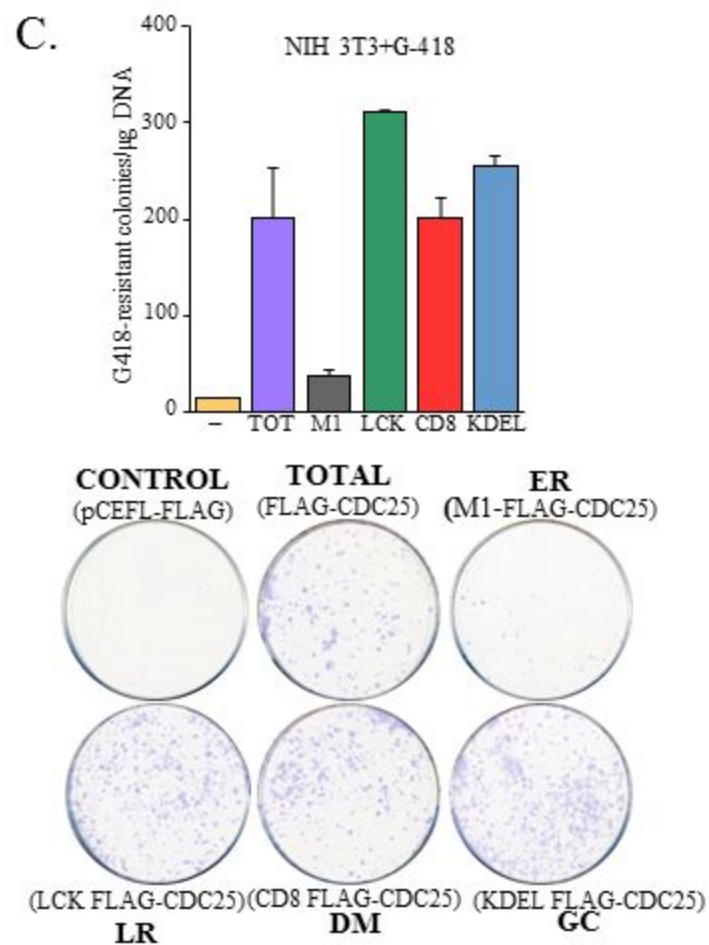 C.
NIH 3T3+G-418
G418-resistant colonies/μg DNA
400
300
200
100
0
– TOT M1 LCK CD8 KDEL
CONTROL TOTAL ER
(pCEFL-FLAG) (FLAG-CDC25) (M1-FLAG-CDC25)
(LCK FLAG-CDC25) (CD8 FLAG-CDC25) (KDEL FLAG-CDC25)
LR DM GC